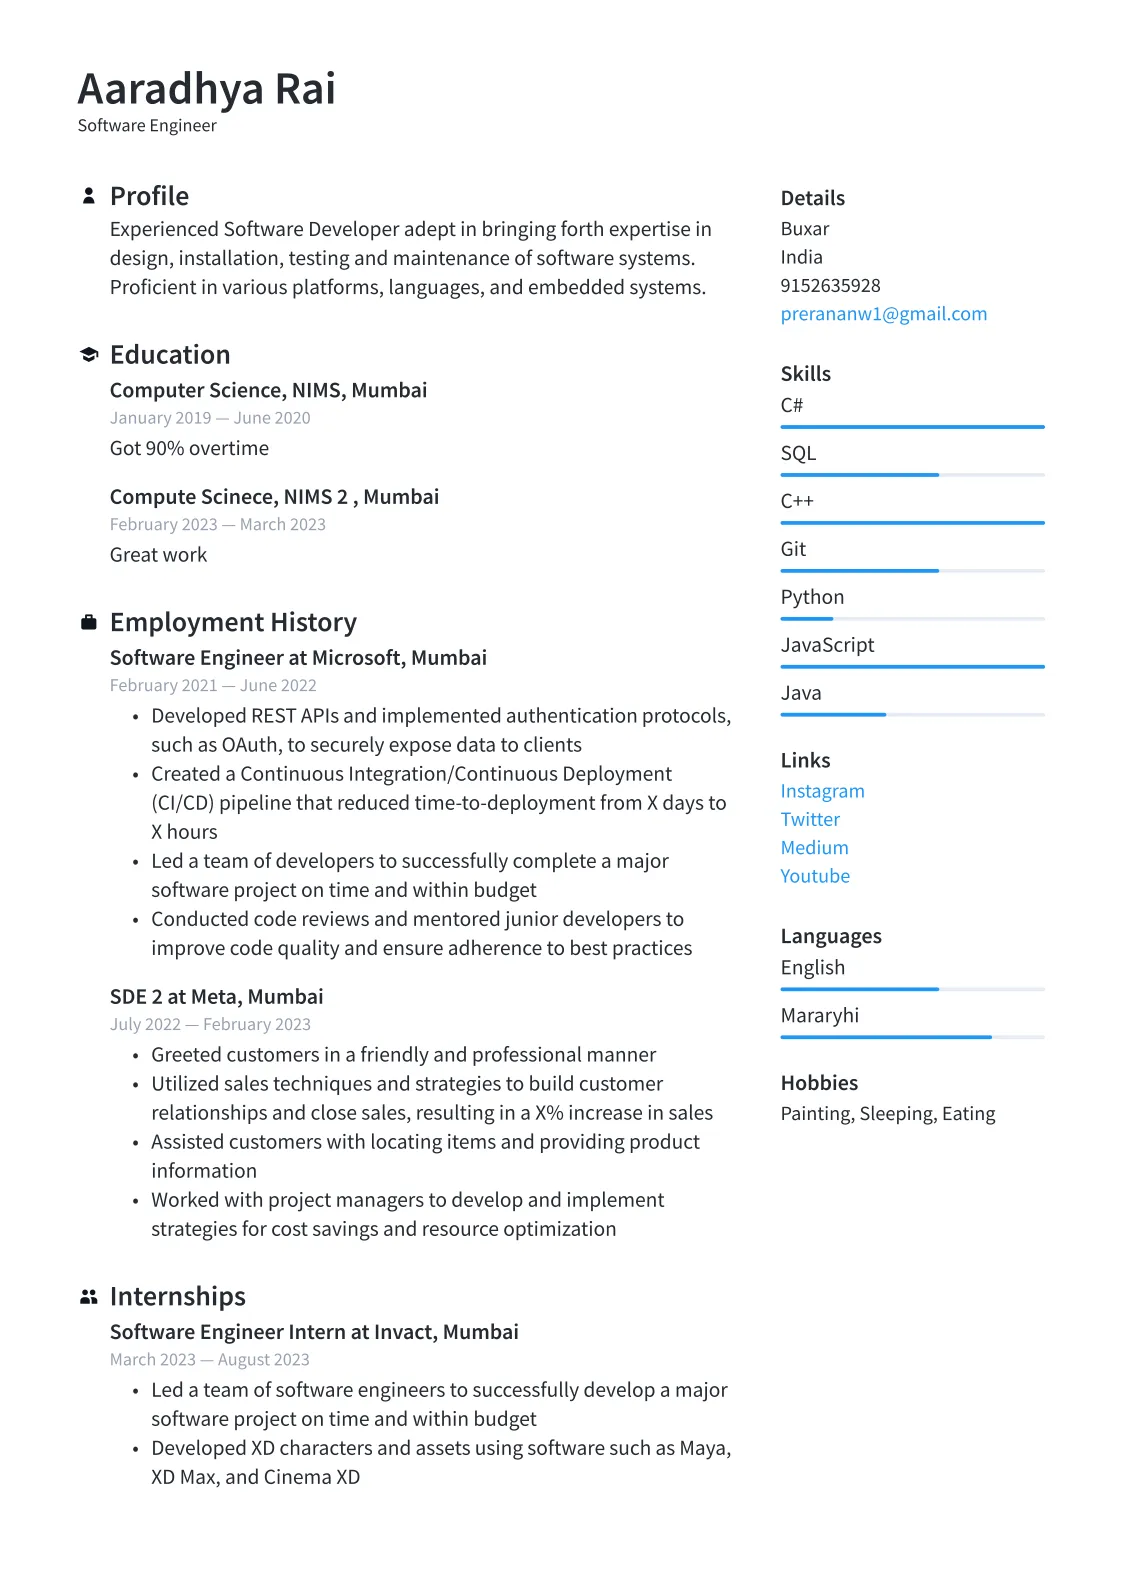 Aaradhya Rai
Software Engineer
Profile
Experienced Software Developer adept in bringing forth expertise in
design, installation, testing and maintenance of software systems.
Proficient in various platforms, languages, and embedded systems.
Education
Computer Science, NIMS, Mumbai
January 2019 — June 2020
Got 90% overtime
Compute Scinece, NIMS 2 , Mumbai
February 2023 — March 2023
Great work
Employment History
Software Engineer at Microsoft, Mumbai
February 2021 — June 2022
• Developed REST APIs and implemented authentication protocols,
such as OAuth, to securely expose data to clients
• Created a Continuous Integration/Continuous Deployment
(CI/CD) pipeline that reduced time-to-deployment from X days to
X hours
• Led a team of developers to successfully complete a major
software project on time and within budget
• Conducted code reviews and mentored junior developers to
improve code quality and ensure adherence to best practices
SDE 2 at Meta, Mumbai
July 2022 — February 2023
• Greeted customers in a friendly and professional manner
• Utilized sales techniques and strategies to build customer
relationships and close sales, resulting in a X% increase in sales
• Assisted customers with locating items and providing product
information
• Worked with project managers to develop and implement
strategies for cost savings and resource optimization
Internships
Software Engineer Intern at Invact, Mumbai
March 2023 — August 2023
• Led a team of software engineers to successfully develop a major
software project on time and within budget
• Developed XD characters and assets using software such as Maya,
XD Max, and Cinema XD
Details
Buxar
India
9152635928
prerananw1@gmail.com
Skills
C#
SQL
C++
Git
Python
JavaScript
Java
Links
Instagram
Twitter
Medium
Youtube
Languages
English
Mararyhi
Hobbies
Painting, Sleeping, Eating